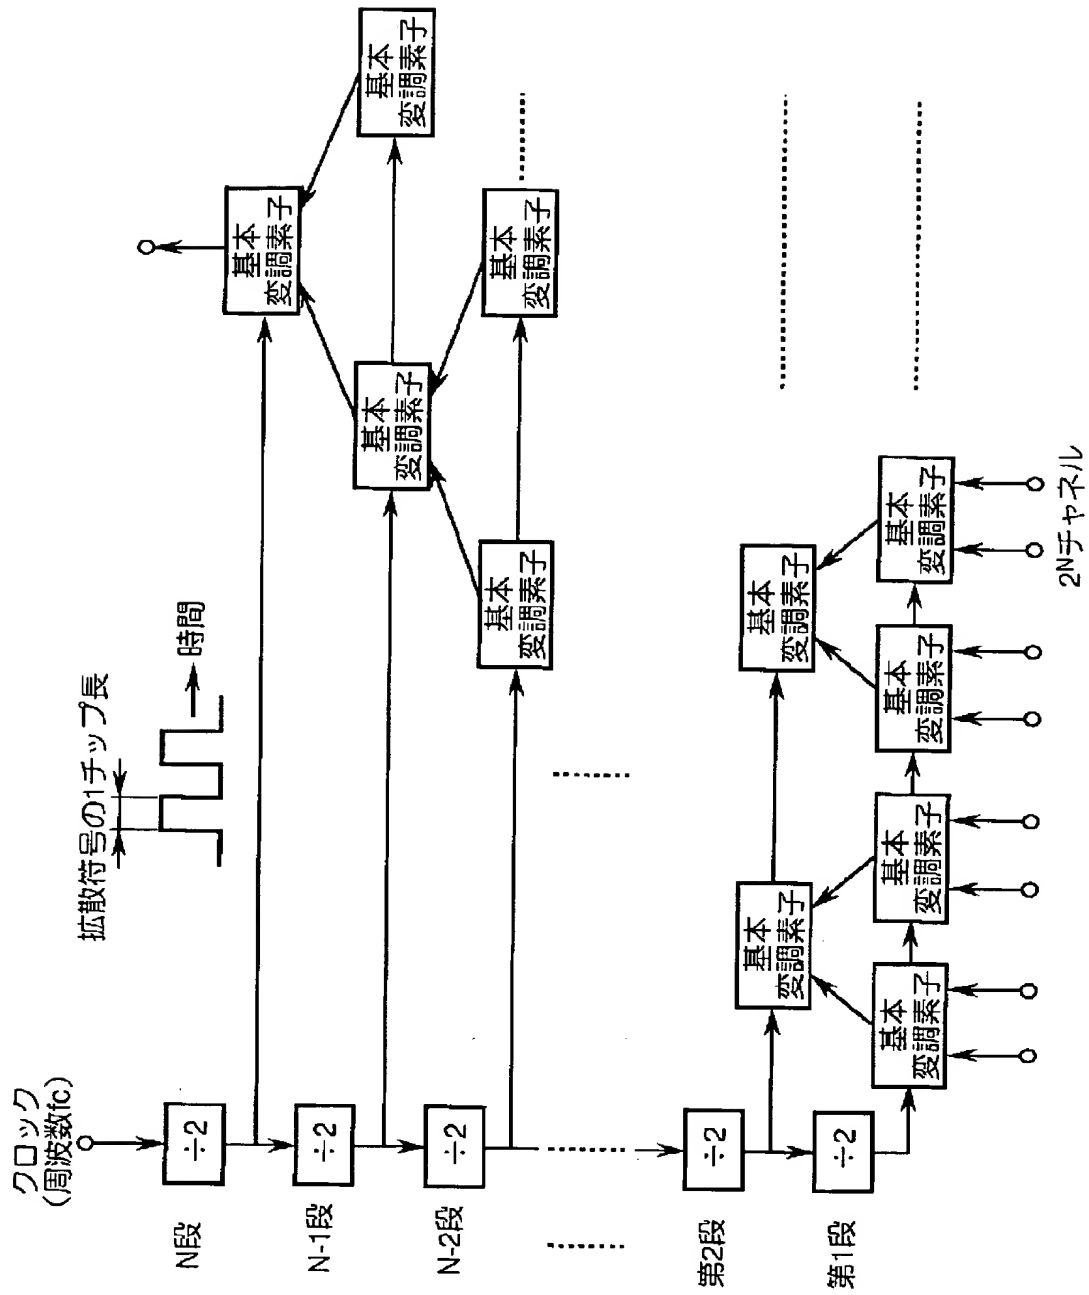 クロック
(周波数fc)
拡散符号の1チップ長
時間
N段
÷2
基本
変調素子
N-1段
÷2
基本
変調素子
基本
変調素子
N-2段
÷2
基本
変調素子
基本
変調素子
第2段
÷2
基本
変調素子
基本
変調素子
第1段
÷2
基本
変調素子
基本
変調素子
基本
変調素子
基本
変調素子
2ᴺチャネル